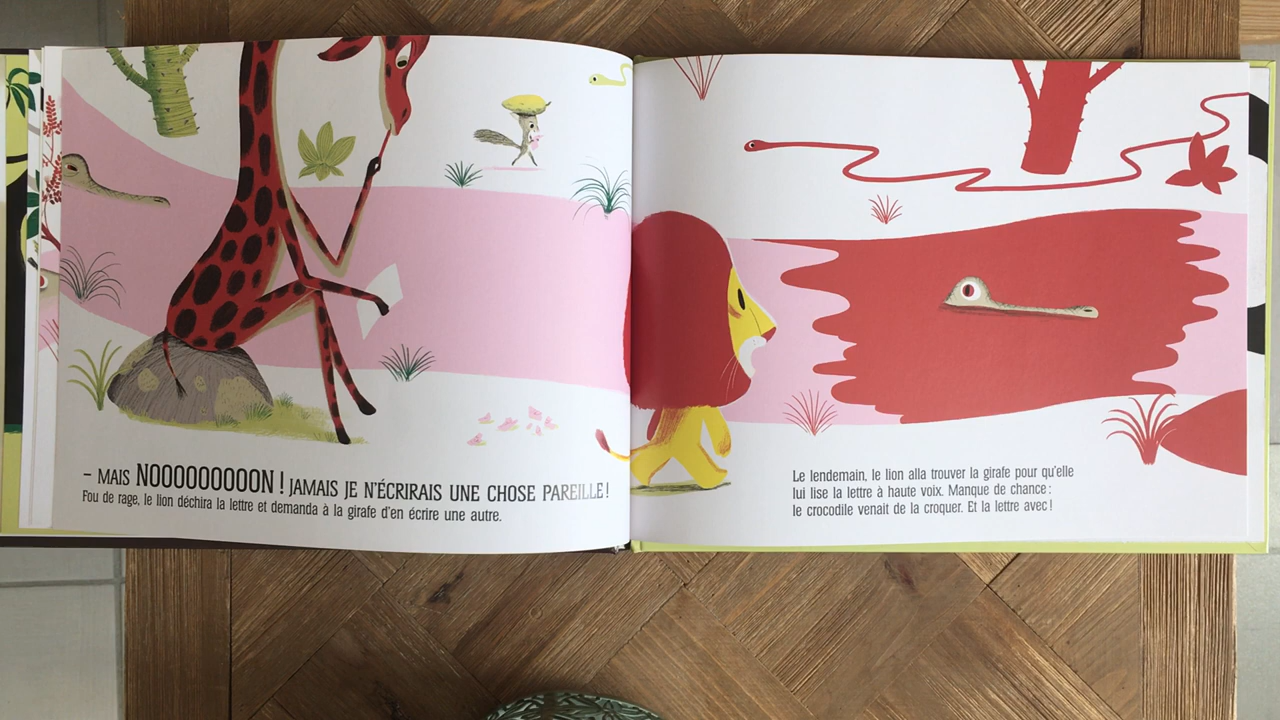 – MAIS NOOOOOOOOON ! JAMAIS JE N'ÉCRIRAIS UNE CHOSE PAREILLE !
Fou de rage, le lion déchira la lettre et demanda à la girafe d'en écrire une autre.
Le lendemain, le lion alla trouver la girafe pour qu'elle
lui lise la lettre à haute voix. Manque de chance :
le crocodile venait de la croquer. Et la lettre avec !